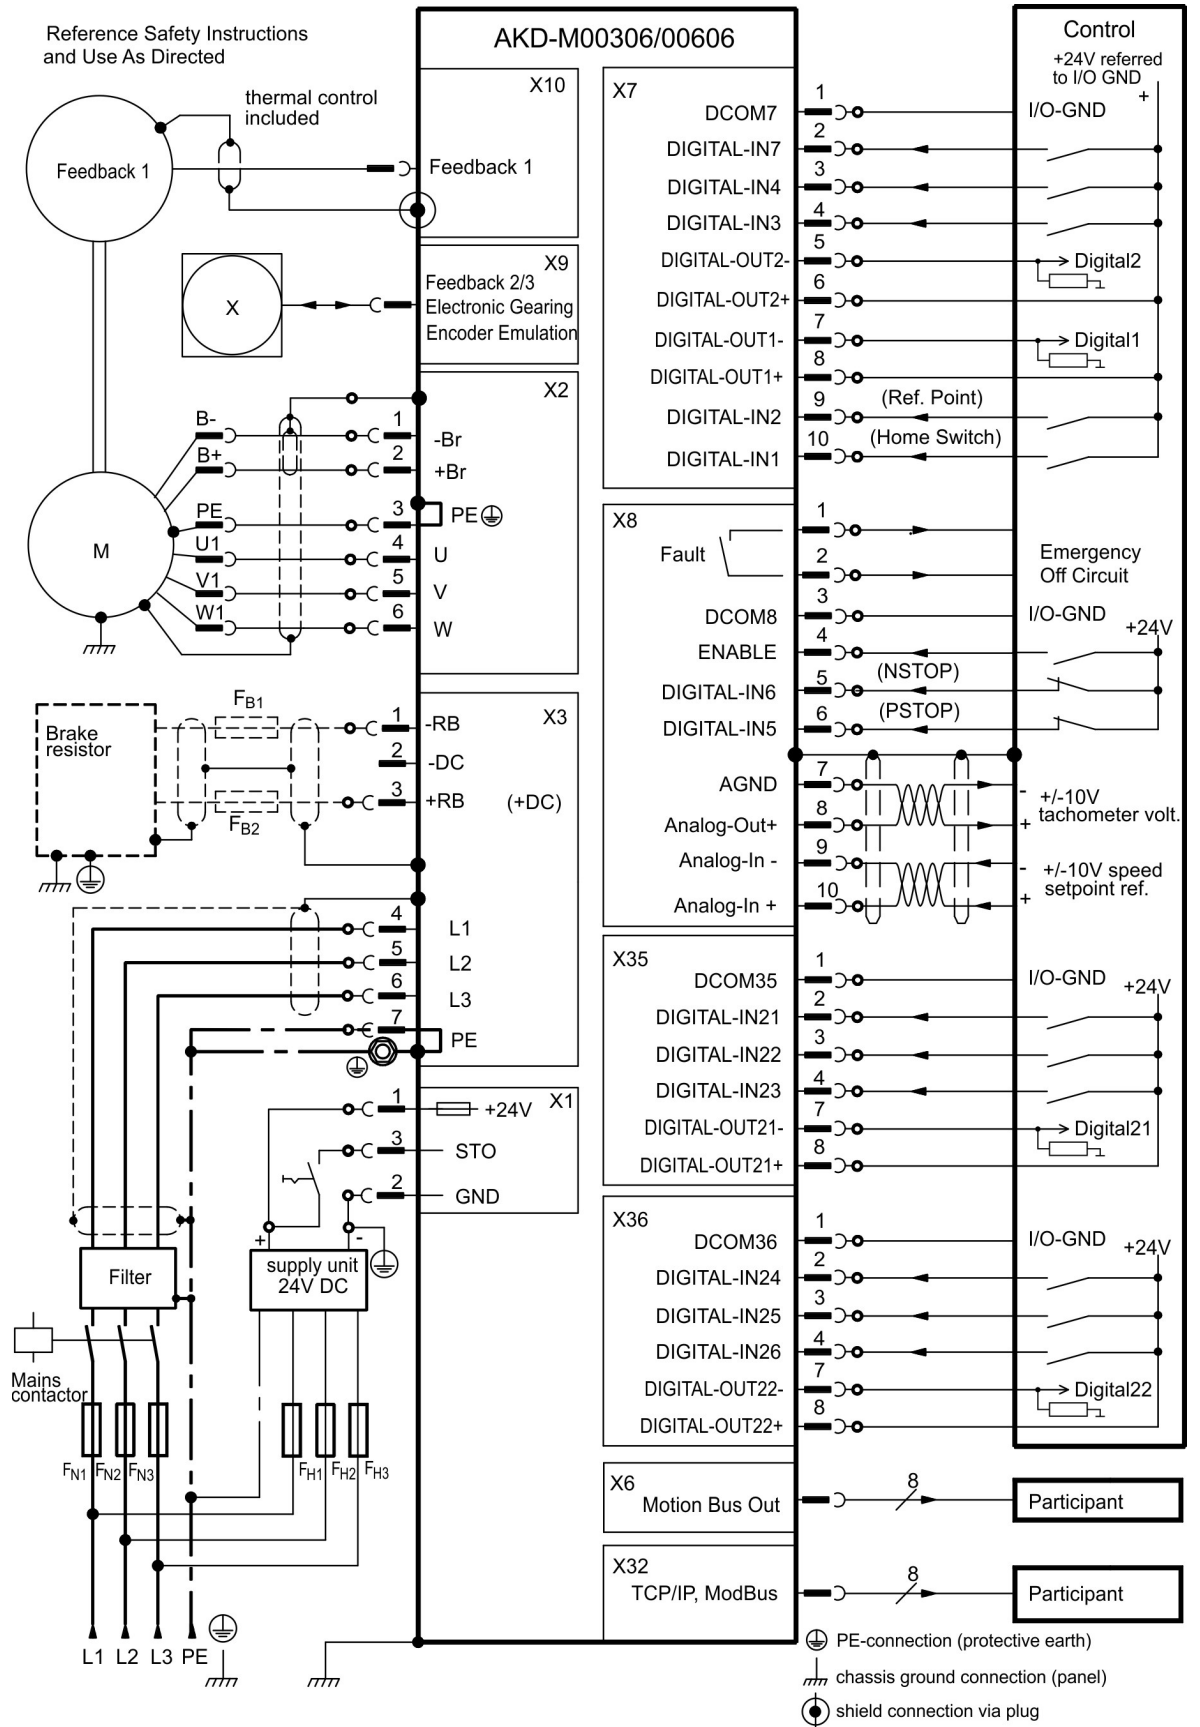 Reference Safety Instructions
and Use As Directed
AKD-M00306/00606
Control
+24V referred
to I/O GND
+
thermal control
included
Feedback 1
X10
Feedback 1
X
X9
Feedback 2/3
Electronic Gearing
Encoder Emulation
X2
B-
1
-Br
B+
2
+Br
PE
3
PE
U1
4
U
V1
5
V
W1
6
W
M
Brake
resistor
FB1
FB2
X3
1
-RB
2
-DC
3
+RB
(+DC)
4
L1
5
L2
6
L3
7
PE
X1
1
+24V
3
STO
2
GND
+
-
supply unit
24V DC
Filter
Mains
contactor
FN1
FN2
FN3
FH1
FH2
FH3
L1
L2
L3
PE
X7
DCOM7
1
I/O-GND
DIGITAL-IN7
2
DIGITAL-IN4
3
DIGITAL-IN3
4
DIGITAL-OUT2-
5
Digital2
DIGITAL-OUT2+
6
DIGITAL-OUT1-
7
Digital1
DIGITAL-OUT1+
8
DIGITAL-IN2
9
(Ref. Point)
DIGITAL-IN1
10
(Home Switch)
X8
Fault
1
2
Emergency
Off Circuit
DCOM8
3
I/O-GND
+24V
ENABLE
4
DIGITAL-IN6
5
(NSTOP)
DIGITAL-IN5
6
(PSTOP)
AGND
7
-
Analog-Out+
8
+
+/-10V
tachometer volt.
Analog-In -
9
-
Analog-In +
10
+
+/-10V speed
setpoint ref.
X35
DCOM35
1
I/O-GND
+24V
DIGITAL-IN21
2
DIGITAL-IN22
3
DIGITAL-IN23
4
DIGITAL-OUT21-
7
Digital21
DIGITAL-OUT21+
8
X36
DCOM36
1
I/O-GND
+24V
DIGITAL-IN24
2
DIGITAL-IN25
3
DIGITAL-IN26
4
DIGITAL-OUT22-
7
Digital22
DIGITAL-OUT22+
8
X6
Motion Bus Out
8
Participant
X32
TCP/IP, ModBus
8
Participant
PE-connection (protective earth)
chassis ground connection (panel)
shield connection via plug